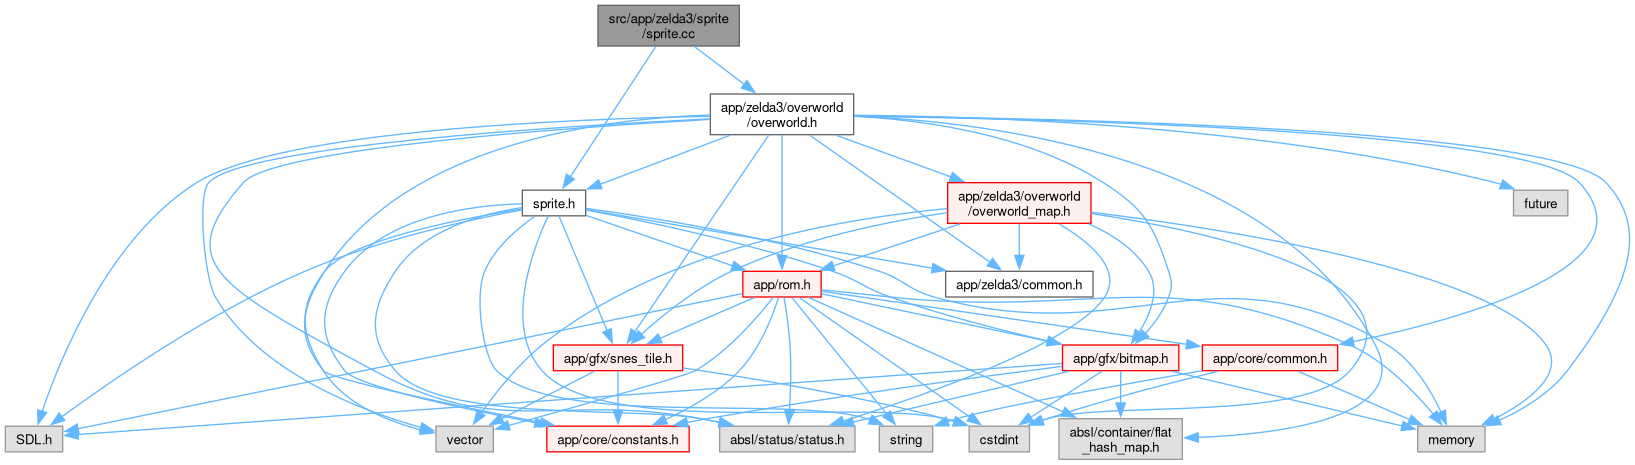 src/app/zelda3/sprite
/sprite.cc
app/zelda3/overworld
/overworld.h
sprite.h
app/zelda3/overworld
/overworld_map.h
future
app/rom.h
app/zelda3/common.h
app/gfx/snes_tile.h
app/gfx/bitmap.h
app/core/common.h
SDL.h
vector
app/core/constants.h
absl/status/status.h
string
cstdint
absl/container/flat
_hash_map.h
memory